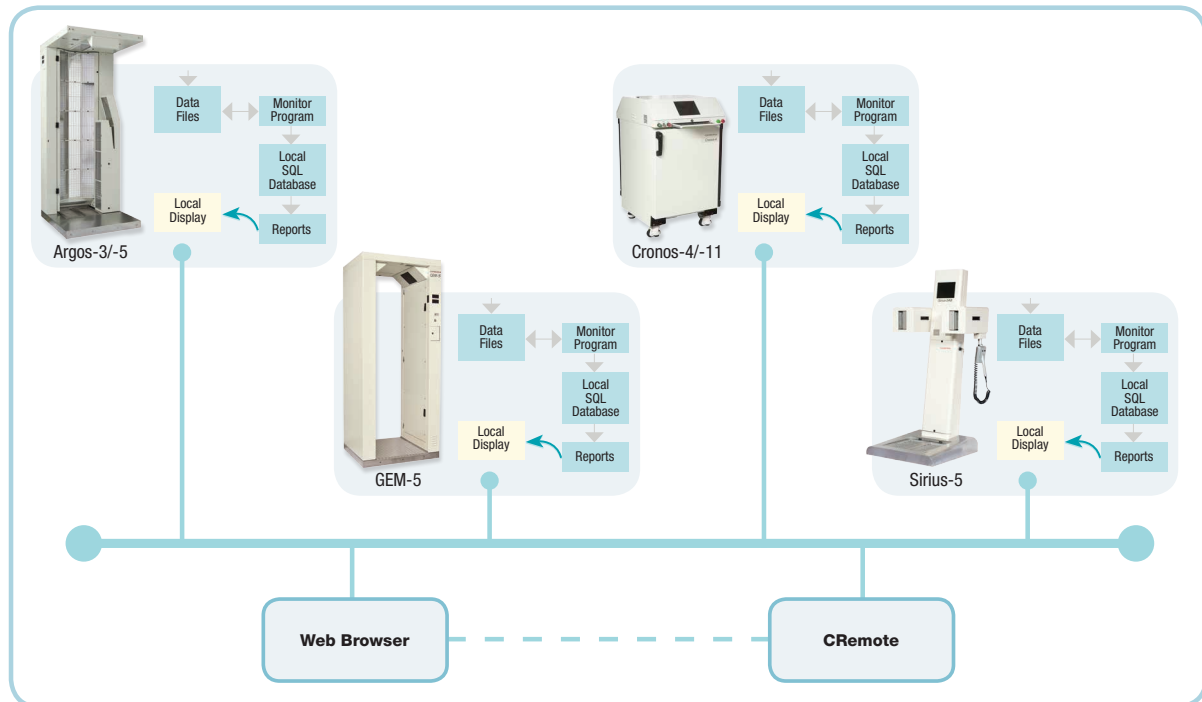 Data
Files
Monitor
Program
Local
SQL
Database
Local
Display
Reports
Argos-3/-5
Data
Files
Monitor
Program
Local
SQL
Database
Local
Display
Reports
Cronos-4/-11
Data
Files
Monitor
Program
Local
SQL
Database
Local
Display
Reports
GEM-5
Data
Files
Monitor
Program
Local
SQL
Database
Local
Display
Reports
Sirius-5
Web Browser
CRemote